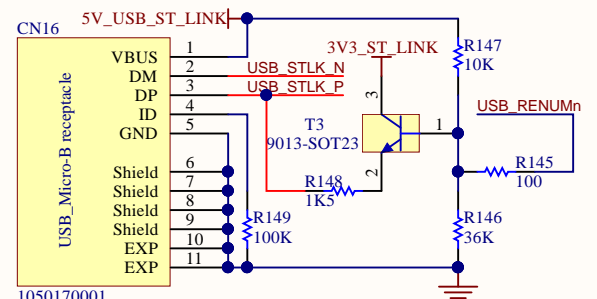 5V_USB_ST_LINK
CN16
3V3_ST_LINK
R147
10K
VBUS 1
DM 2 USB_STLK_N
DP 3 USB_STLK_P
ID 4
GND 5
USB_Micro-B receptacle
3
T3
9013-SOT23
1
2
USB_RENUMn
Shield 6
Shield 7
Shield 8
Shield 9
EXP 10
EXP 11
R148
1K5
R145
100
R149
100K
R146
36K
1050170001